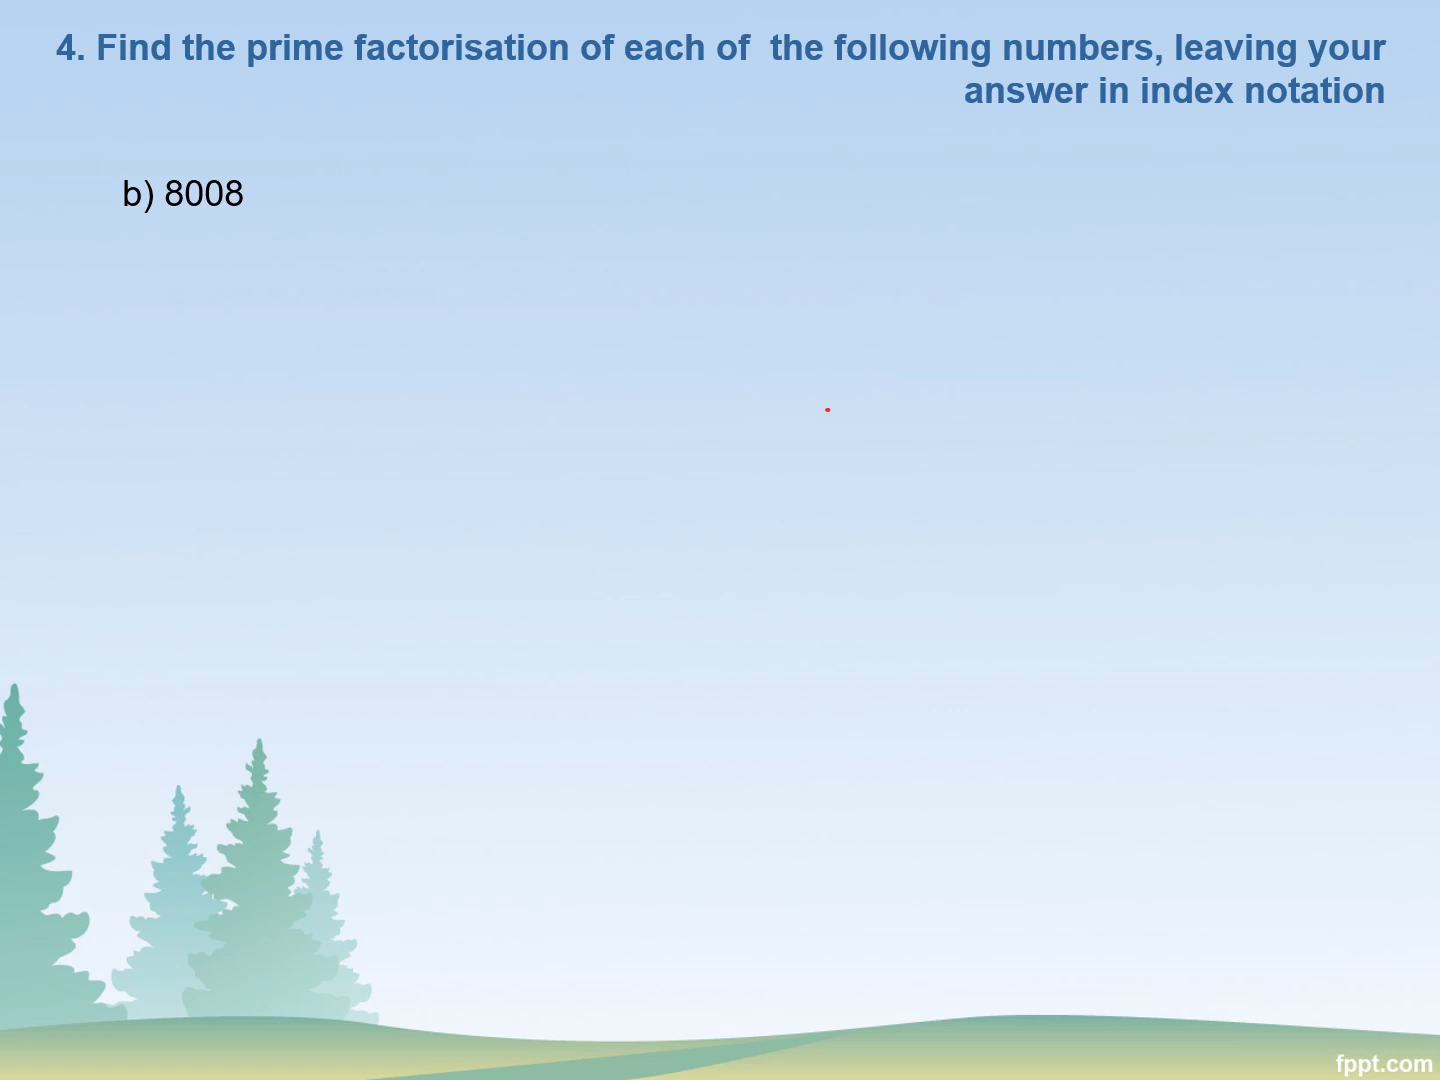 4. Find the prime factorisation of each of  the following numbers, leaving your
answer in index notation
b) 8008
fppt.com